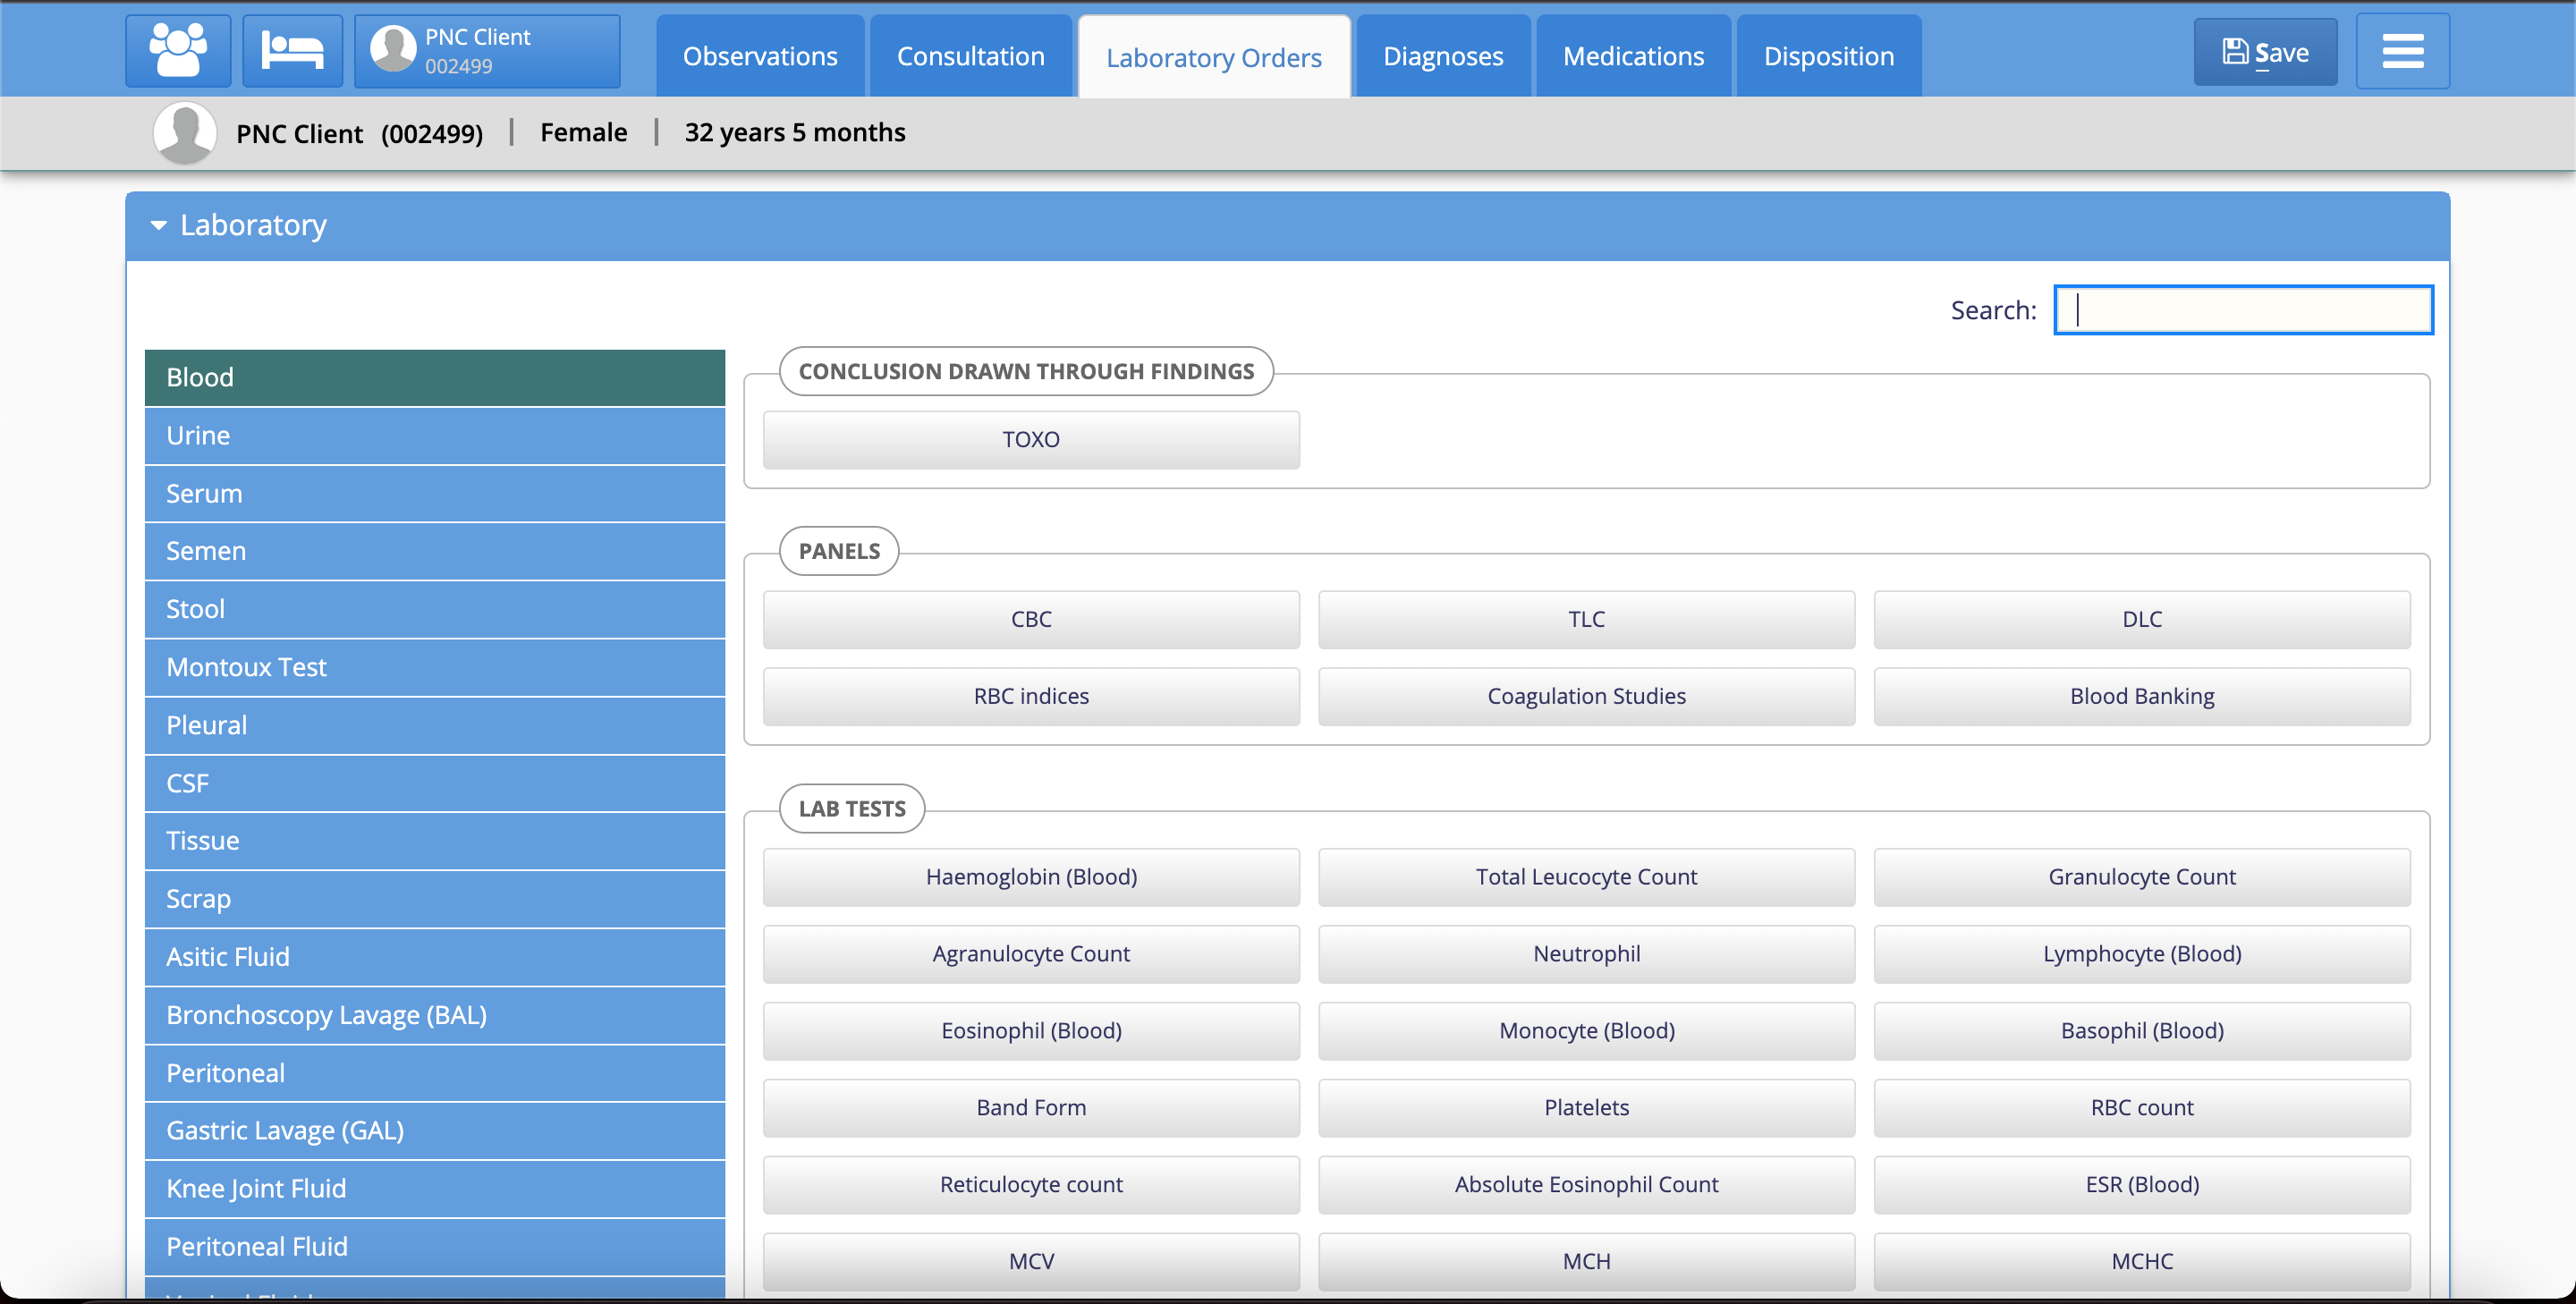 PNC Client
002499
Observations
Consultation
Laboratory Orders
Diagnoses
Medications
Disposition
Save
PNC Client (002499) | Female | 32 years 5 months
Laboratory
Search:
Blood
Urine
Serum
Semen
Stool
Montoux Test
Pleural
CSF
Tissue
Scrap
Asitic Fluid
Bronchoscopy Lavage (BAL)
Peritoneal
Gastric Lavage (GAL)
Knee Joint Fluid
Peritoneal Fluid
CONCLUSION DRAWN THROUGH FINDINGS
TOXO
PANELS
CBC
TLC
DLC
RBC indices
Coagulation Studies
Blood Banking
LAB TESTS
Haemoglobin (Blood)
Total Leucocyte Count
Granulocyte Count
Agranulocyte Count
Neutrophil
Lymphocyte (Blood)
Eosinophil (Blood)
Monocyte (Blood)
Basophil (Blood)
Band Form
Platelets
RBC count
Reticulocyte count
Absolute Eosinophil Count
ESR (Blood)
MCV
MCH
MCHC